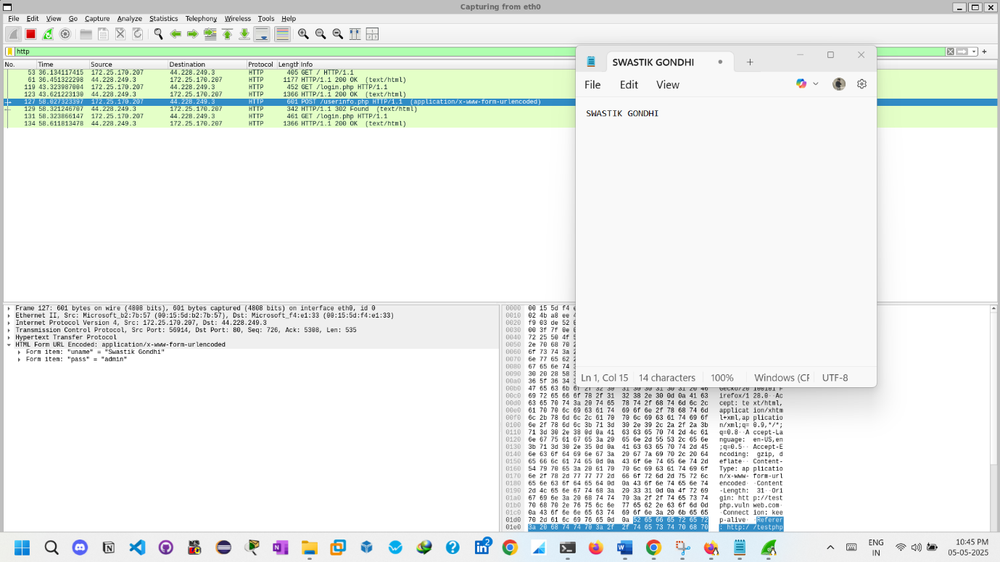 Capturing from eth0
File Edit View Go Capture Analyze Statistics Telephony Wireless Tools Help
http
No. Time Source Destination Protocol Length Info
53 36.134117415 172.25.170.207 44.228.249.3 HTTP 405 GET / HTTP/1.1
61 36.451322298 44.228.249.3 172.25.170.207 HTTP 1177 HTTP/1.1 200 OK (text/html)
119 43.323987004 172.25.170.207 44.228.249.3 HTTP 452 GET /login.php HTTP/1.1
123 43.621223130 44.228.249.3 172.25.170.207 HTTP 1366 HTTP/1.1 200 OK (text/html)
127 58.027323397 172.25.170.207 44.228.249.3 HTTP 601 POST /userinfo.php HTTP/1.1 (application/x-www-form-urlencoded)
129 58.321246707 44.228.249.3 172.25.170.207 HTTP 342 HTTP/1.1 302 Found (text/html)
131 58.323866147 172.25.170.207 44.228.249.3 HTTP 461 GET /login.php HTTP/1.1
134 58.611813478 44.228.249.3 172.25.170.207 HTTP 1366 HTTP/1.1 200 OK (text/html)
SWASTIK GONDHI
File Edit View
SWASTIK GONDHI
Ln 1, Col 15 14 characters 100% Windows (CF UTF-8
Frame 127: 601 bytes on wire (4808 bits), 601 bytes captured (4808 bits) on interface eth0, id 0
Ethernet II, Src: Microsoft_b2:7b:57 (00:15:5d:b2:7b:57), Dst: Microsoft_f4:e1:33 (00:15:5d:f4:e1:33)
Internet Protocol Version 4, Src: 172.25.170.207, Dst: 44.228.249.3
Transmission Control Protocol, Src Port: 56914, Dst Port: 80, Seq: 726, Ack: 5308, Len: 535
Hypertext Transfer Protocol
HTML Form URL Encoded: application/x-www-form-urlencoded
Form item: "uname" = "Swastik Gondhi"
Form item: "pass" = "admin"
0000 00 15 5d f4
0010 02 4b a8 ee
0020 f9 03 de 52
0030 00 3f 7f 0e
0040 72 25 50 4f
0050 2e 70 68 70
0060 6f 73 74 3a
0070 6e 77 65 62
0080 67 65 6e 74
0090 30 20 28 58
00a0 36 5f 36 34
00b0 47 65 63 6b 6f 2f 32 30 31 30 30 31 30 31 20 46 Gecko/20 100101 F
00c0 69 72 65 66 6f 78 2f 31 32 38 2e 30 0d 0a 41 63 irefox/1 28.0··Ac
00d0 63 65 70 74 3a 20 74 65 78 74 2f 68 74 6d 6c 2c cept: te xt/html,
00e0 61 70 70 6c 69 63 61 74 69 6f 6e 2f 78 68 74 6d applicat ion/xhtm
00f0 6c 2b 78 6d 6c 2c 61 70 70 6c 69 63 61 74 69 6f l+xml,ap plicatio
0100 6e 2f 78 6d 6c 3b 71 3d 30 2e 39 2c 2a 2f 2a 3b n/xml;q= 0.9,*/*;
0110 71 3d 30 2e 38 0d 0a 41 63 63 65 70 74 2d 4c 61 q=0.8··A ccept-La
0120 6e 67 75 61 67 65 3a 20 65 6e 2d 55 53 2c 65 6e nguage: en-US,en
0130 3b 71 3d 30 2e 35 0d 0a 41 63 63 65 70 74 2d 45 ;q=0.5·· Accept-E
0140 6e 63 6f 64 69 6e 67 3a 20 67 7a 69 70 2c 20 64 ncoding: gzip, d
0150 65 66 6c 61 74 65 0d 0a 43 6f 6e 74 65 6e 74 2d eflate·· Content-
0160 54 79 70 65 3a 20 61 70 70 6c 69 63 61 74 69 6f Type: ap plicatio
0170 6e 2f 78 2d 77 77 77 2d 66 6f 72 6d 2d 75 72 6c n/x-www- form-url
0180 65 6e 63 6f 64 65 64 0d 0a 43 6f 6e 74 65 6e 74 encoded· ·Content
0190 2d 4c 65 6e 67 74 68 3a 20 33 31 0d 0a 4f 72 69 -Length: 31··Ori
01a0 67 69 6e 3a 20 68 74 74 70 3a 2f 2f 74 65 73 74 gin: htt p://test
01b0 70 68 70 2e 76 75 6c 6e 77 65 62 2e 63 6f 6d 0d php.vuln web.com·
01c0 0a 43 6f 6e 6e 65 63 74 69 6f 6e 3a 20 6b 65 65 ·Connect ion: kee
01d0 70 2d 61 6c 69 76 65 0d 0a 52 65 66 65 72 65 72 p-alive· ·Referer
01e0 3a 20 68 74 74 70 3a 2f 2f 74 65 73 74 70 68 70 : http:/ /testphp
2
ENG
IN
10:45 PM
05-05-2025